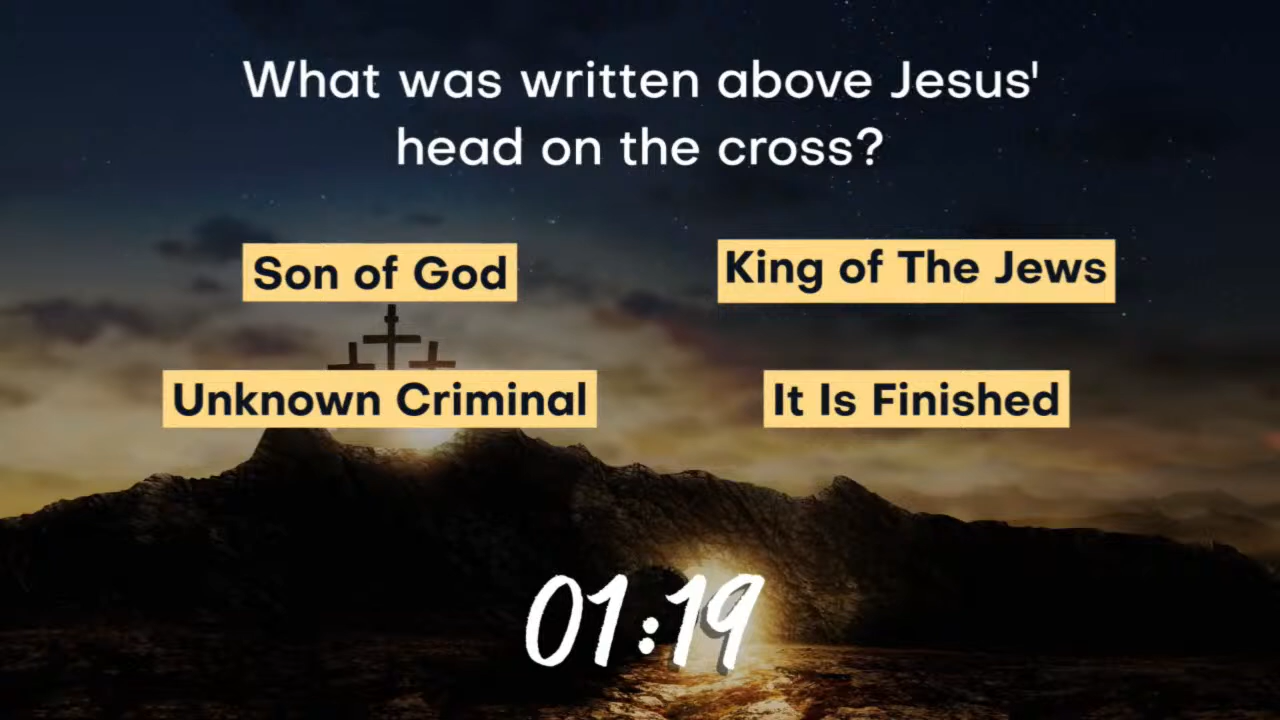 What was written above Jesus'
head on the cross?
Son of God
King of The Jews
Unknown Criminal
It Is Finished
01:19